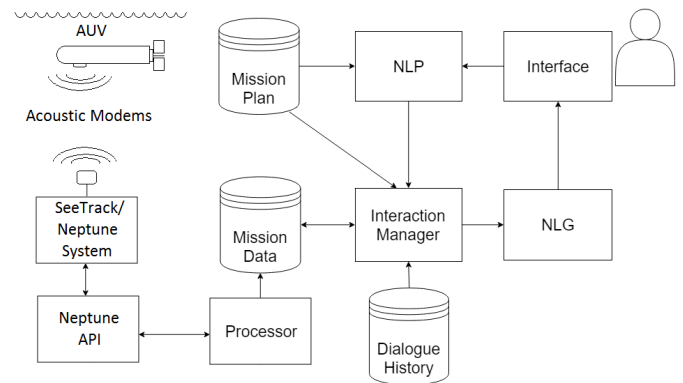 AUV
Acoustic Modems
Mission
Plan
NLP
Interface
SeeTrack/
Neptune
System
Mission
Data
Interaction
Manager
NLG
Neptune
API
Processor
Dialogue
History